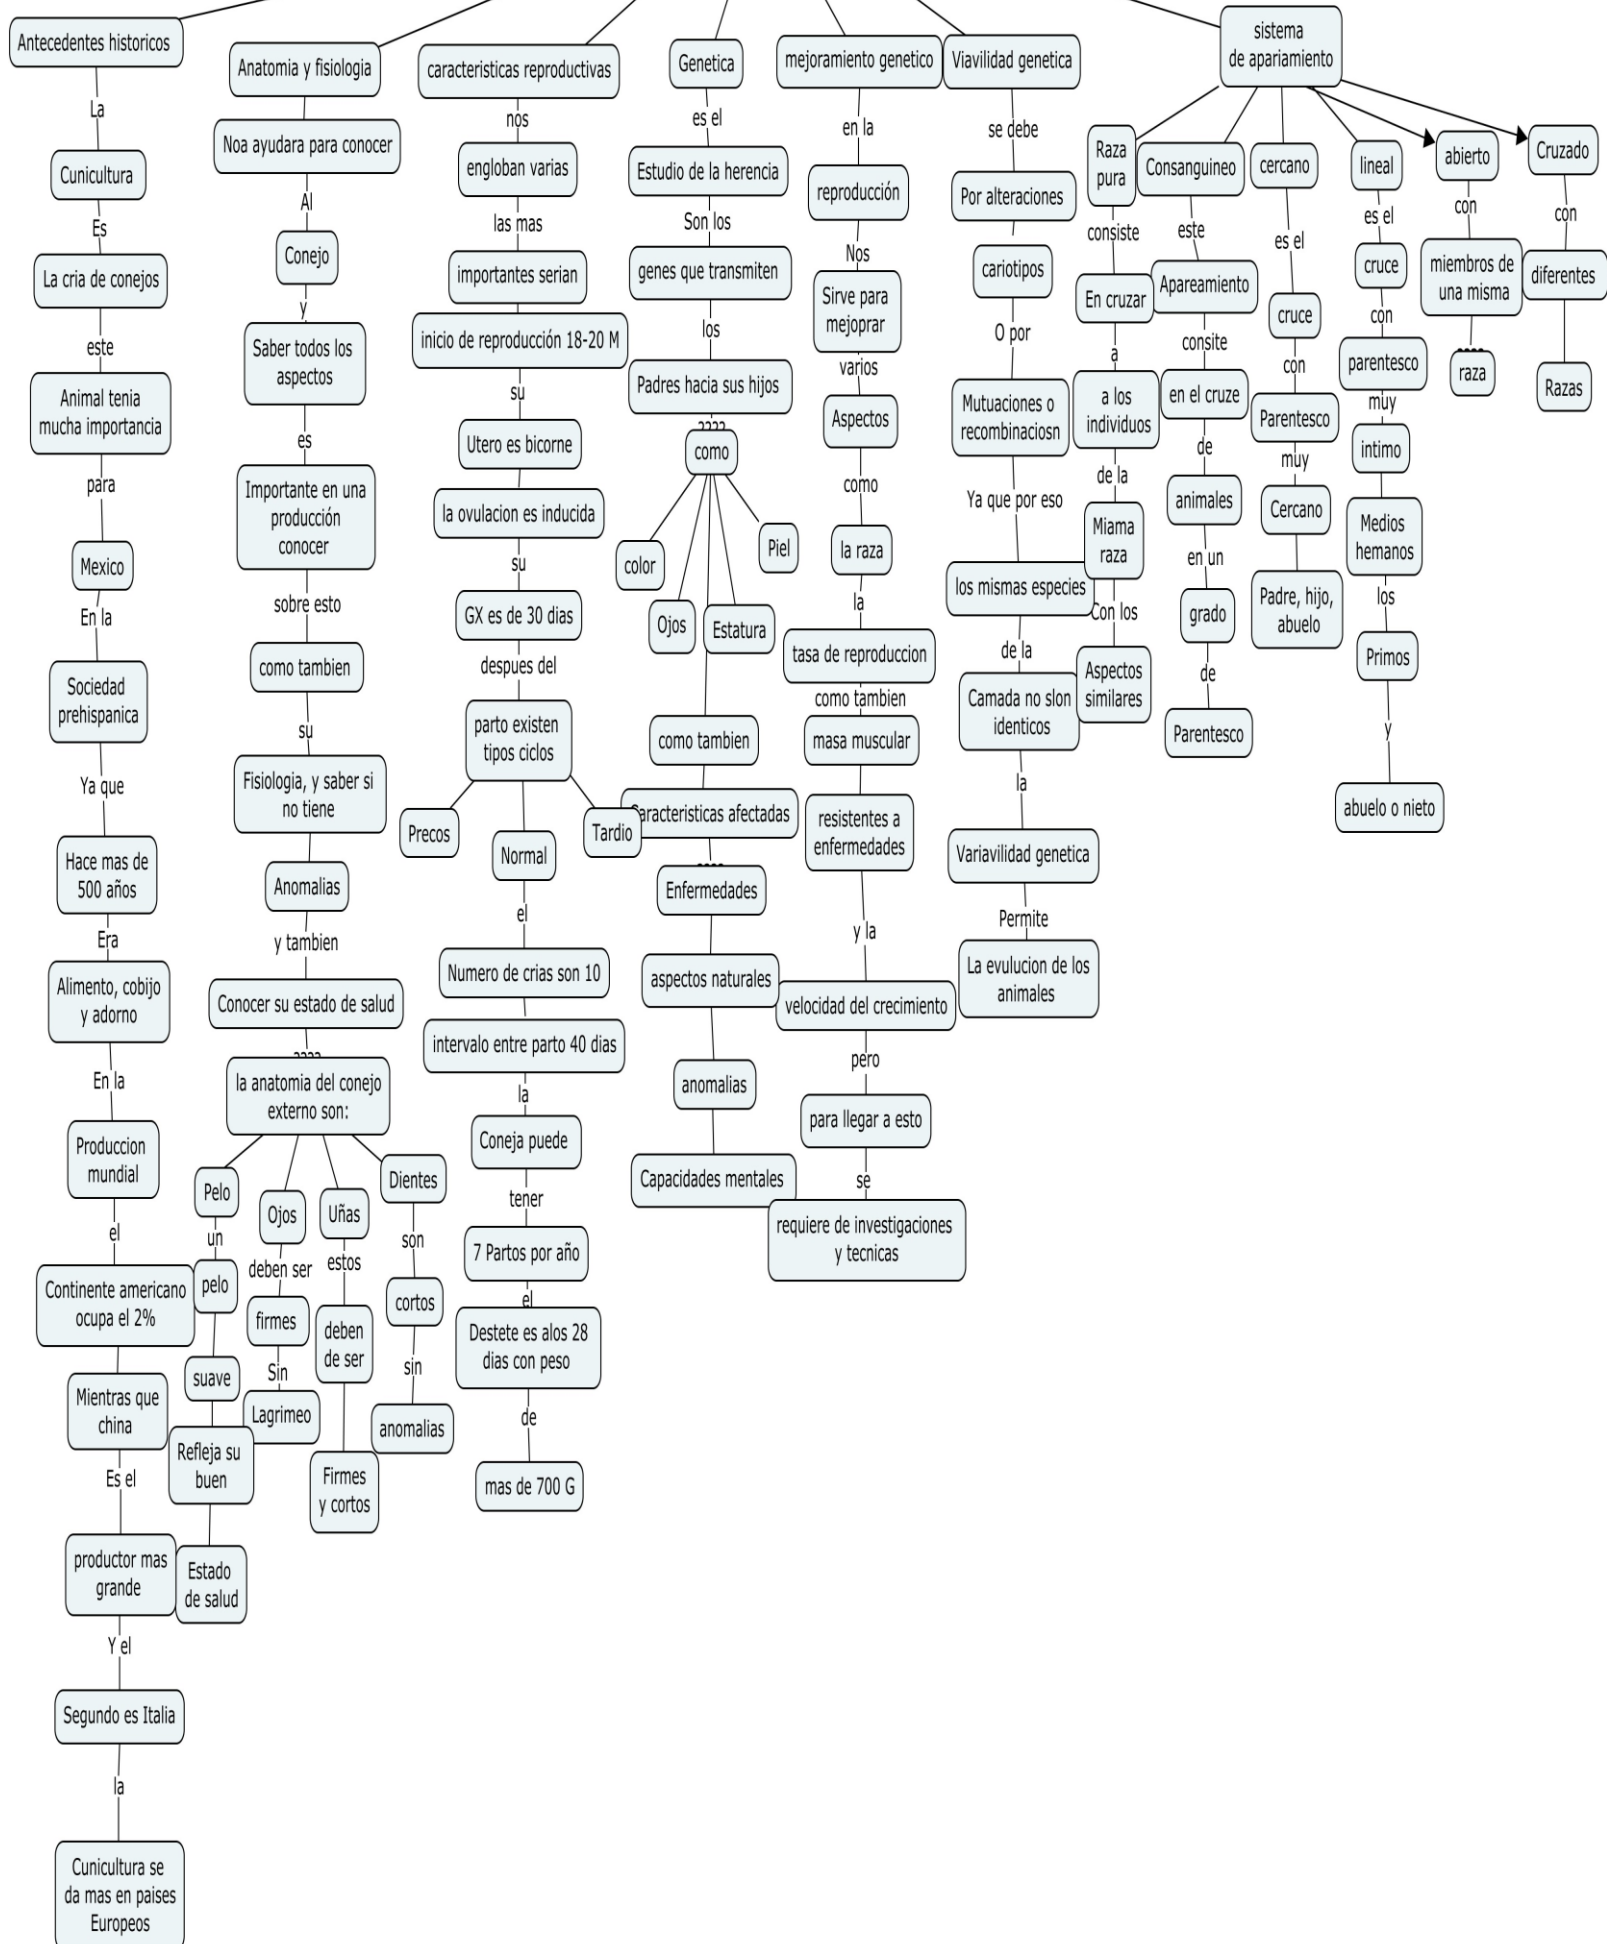 Antecedentes historicos
La
Cunicultura
Es
La cria de conejos
este
Animal tenia
mucha importancia
para
Mexico
En la
Sociedad
prehispanica
Ya que
Hace mas de
500 años
Era
Alimento, cobijo
y adorno
En la
Produccion
mundial
el
Continente americano
ocupa el 2%
Mientras que
china
Es el
productor mas
grande
Y el
Segundo es Italia
la
Cunicultura se
da mas en paises
Europeos
Anatomia y fisiologia
Noa ayudara para conocer
Al
Conejo
y
Saber todos los
aspectos
es
Importante en una
producción
conocer
sobre esto
como tambien
su
Fisiologia, y saber si
no tiene
Anomalias
y tambien
Conocer su estado de salud
????
la anatomia del conejo
externo son:
Pelo
un
pelo
suave
Refleja su
buen
Estado
de salud
Ojos
deben ser
firmes
Sin
Lagrimeo
Uñas
estos
deben
de ser
Firmes
y cortos
Dientes
son
cortos
sin
anomalias
caracteristicas reproductivas
nos
engloban varias
las mas
importantes serian
inicio de reproducción 18-20 M
su
Utero es bicorne
la ovulacion es inducida
su
GX es de 30 dias
despues del
parto existen
tipos ciclos
Precos
Normal
el
Numero de crias son 10
intervalo entre parto 40 dias
la
Coneja puede
tener
7 Partos por año
el
Destete es alos 28
dias con peso
de
mas de 700 G
Tardio
Genetica
es el
Estudio de la herencia
Son los
genes que transmiten
los
Padres hacia sus hijos
????
como
color
Ojos
Estatura
Piel
como tambien
Caracteristicas afectadas
Enfermedades
aspectos naturales
anomalias
Capacidades mentales
mejoramiento genetico
en la
reproducción
Nos
Sirve para
mejoprar
varios
Aspectos
como
la raza
la
tasa de reproduccion
como tambien
masa muscular
resistentes a
enfermedades
y la
velocidad del crecimiento
pero
para llegar a esto
se
requiere de investigaciones
y tecnicas
Viavilidad genetica
se debe
Por alteraciones
cariotipos
O por
Mutuaciones o
recombinaciosn
Ya que por eso
los mismas especies
de la
Camada no slon
identicos
la
Variavilidad genetica
Permite
La evulucion de los
animales
sistema
de apariamiento
Raza
pura
consiste
En cruzar
a
a los
individuos
de la
Miama
raza
Con los
Aspectos
similares
Consanguineo
este
Apareamiento
consite
en el cruze
de
animales
en un
grado
de
Parentesco
cercano
es el
cruce
con
Parentesco
muy
Cercano
Padre, hijo,
abuelo
lineal
es el
cruce
con
parentesco
muy
intimo
Medios
hemanos
los
Primos
y
abuelo o nieto
abierto
con
miembros de
una misma
raza
Cruzado
con
diferentes
Razas